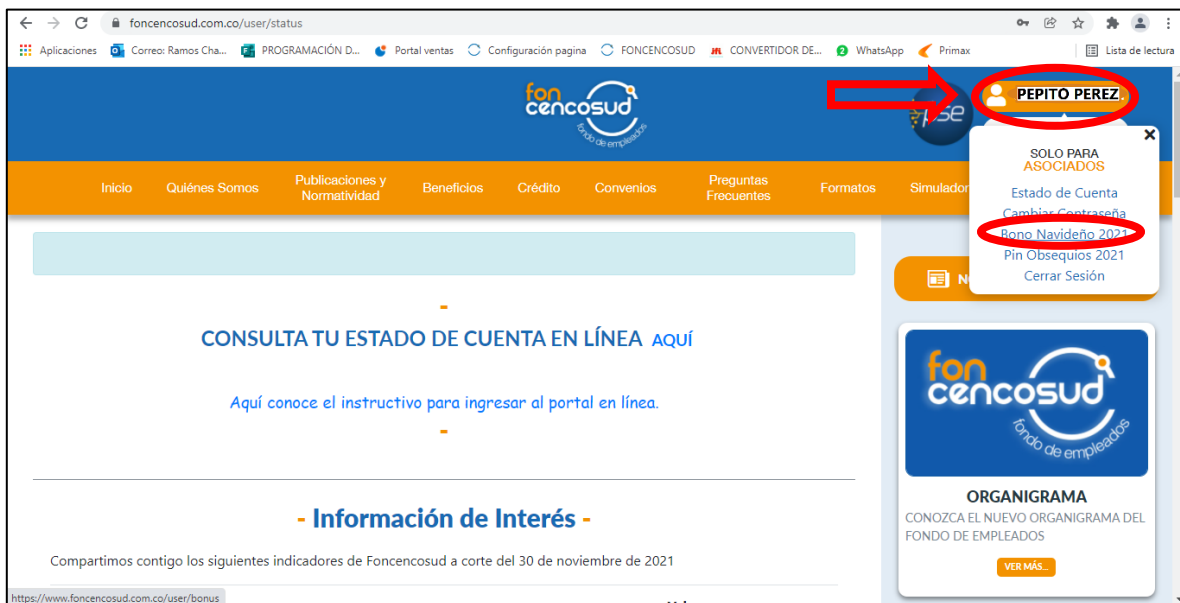 foncencosud.com.co/user/status
Aplicaciones Correo: Ramos Cha... PROGRAMACIÓN D... Portal ventas Configuración pagina FONCENCOSUD CONVERTIDOR DE... WhatsApp Primax Lista de lectura
fon
cencosud
fondo de empleados
pse
PEPITO PEREZ
SOLO PARA
ASOCIADOS
Estado de Cuenta
Cambiar Contraseña
Bono Navideño 2021
Pin Obsequios 2021
Cerrar Sesión
Inicio
Quiénes Somos
Publicaciones y
Normatividad
Beneficios
Crédito
Convenios
Preguntas
Frecuentes
Formatos
Simulador
-
CONSULTA TU ESTADO DE CUENTA EN LÍNEA AQUÍ
Aquí conoce el instructivo para ingresar al portal en línea.
-
- Información de Interés -
Compartimos contigo los siguientes indicadores de Foncencosud a corte del 30 de noviembre de 2021
fon
cencosud
fondo de empleados
ORGANIGRAMA
CONOZCA EL NUEVO ORGANIGRAMA DEL
FONDO DE EMPLEADOS
VER MÁS...
https://www.foncencosud.com.co/user/bonus